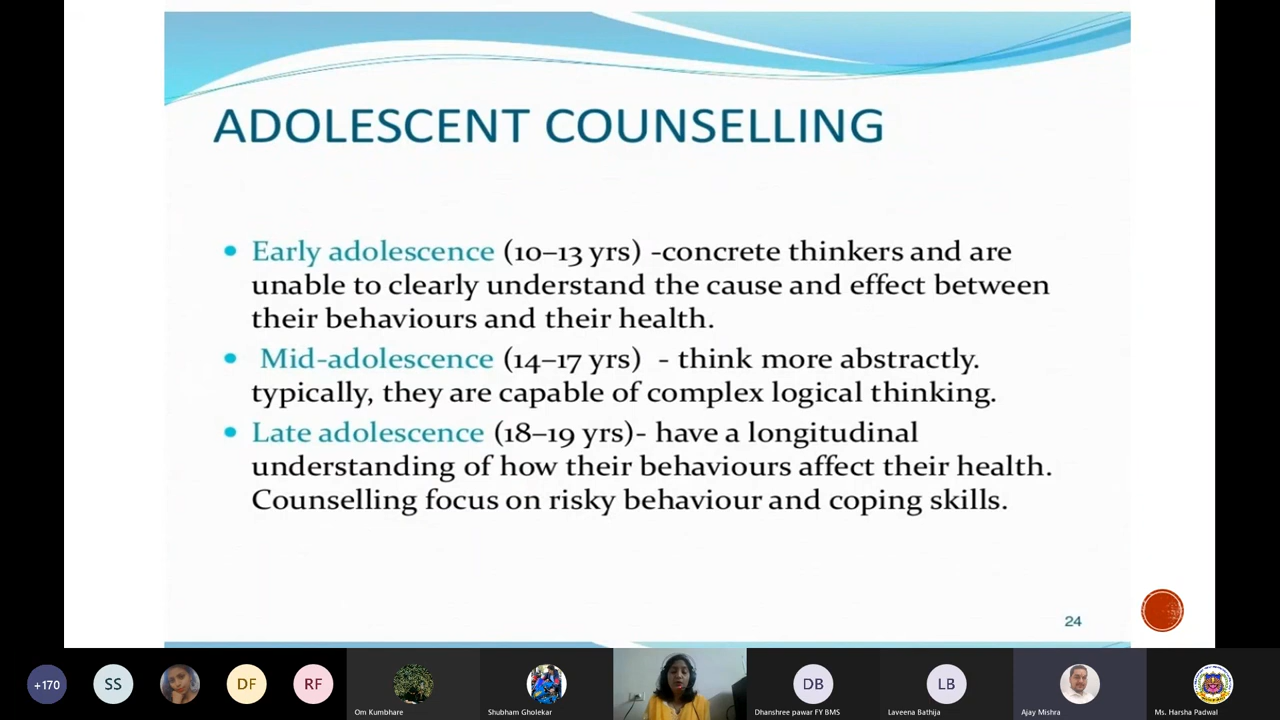 ADOLESCENT COUNSELLING
• Early adolescence (10–13 yrs) -concrete thinkers and are
unable to clearly understand the cause and effect between
their behaviours and their health.
• Mid-adolescence (14–17 yrs) - think more abstractly.
typically, they are capable of complex logical thinking.
• Late adolescence (18–19 yrs)- have a longitudinal
understanding of how their behaviours affect their health.
Counselling focus on risky behaviour and coping skills.
24
+170
SS
DF
RF
DB
LB
Om Kumbhare
Shubham Gholekar
Dhanshree pawar FY BMS
Laveena Bathija
Ajay Mishra
Ms. Harsha Padwal